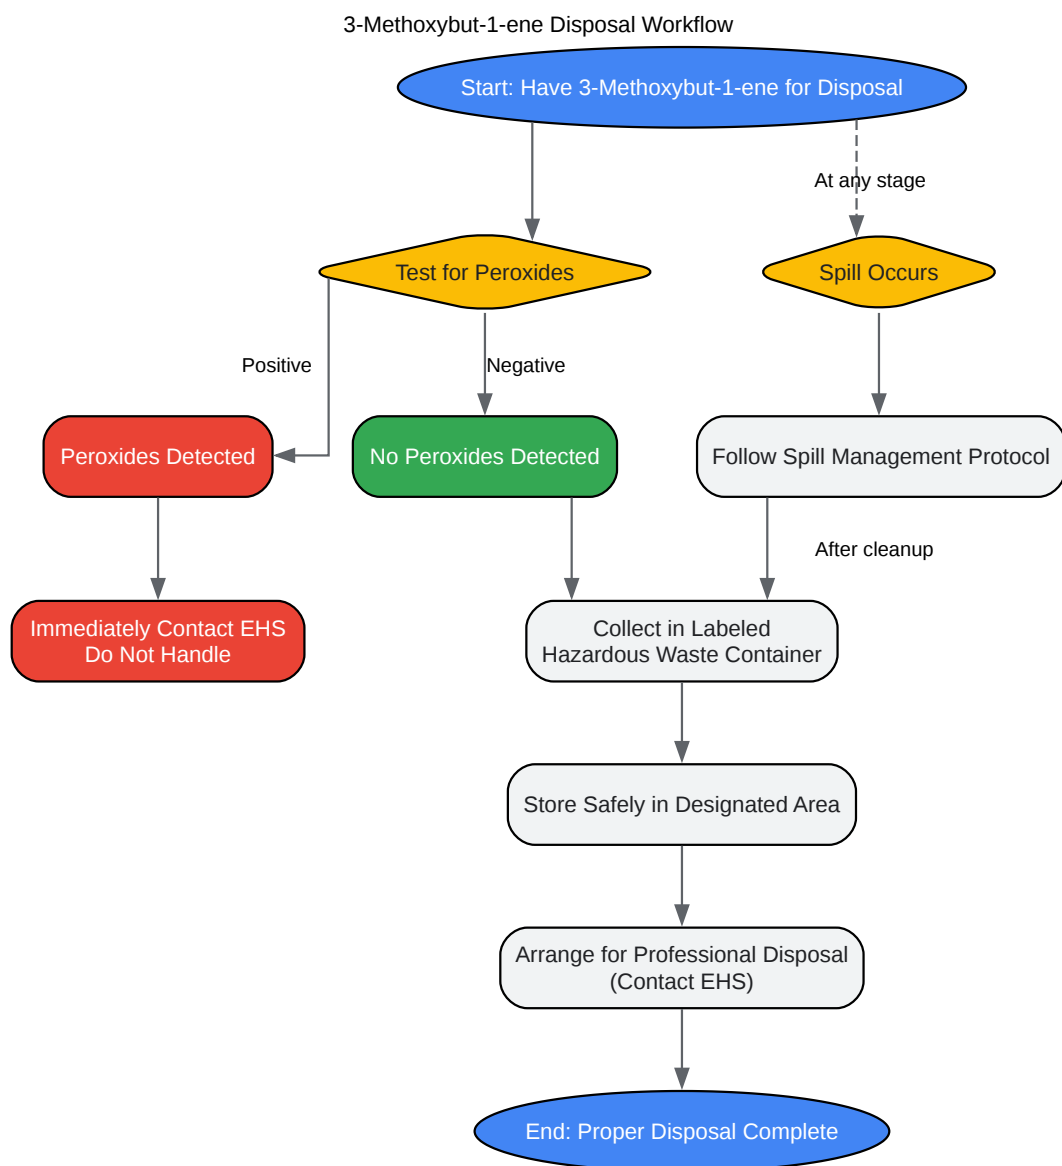 3-Methoxybut-1-ene Disposal Workflow
Start: Have 3-Methoxybut-1-ene for Disposal
At any stage
Test for Peroxides
Spill Occurs
Positive
Negative
Peroxides Detected
No Peroxides Detected
Follow Spill Management Protocol
After cleanup
Immediately Contact EHS
Do Not Handle
Collect in Labeled
Hazardous Waste Container
Store Safely in Designated Area
Arrange for Professional Disposal
(Contact EHS)
End: Proper Disposal Complete